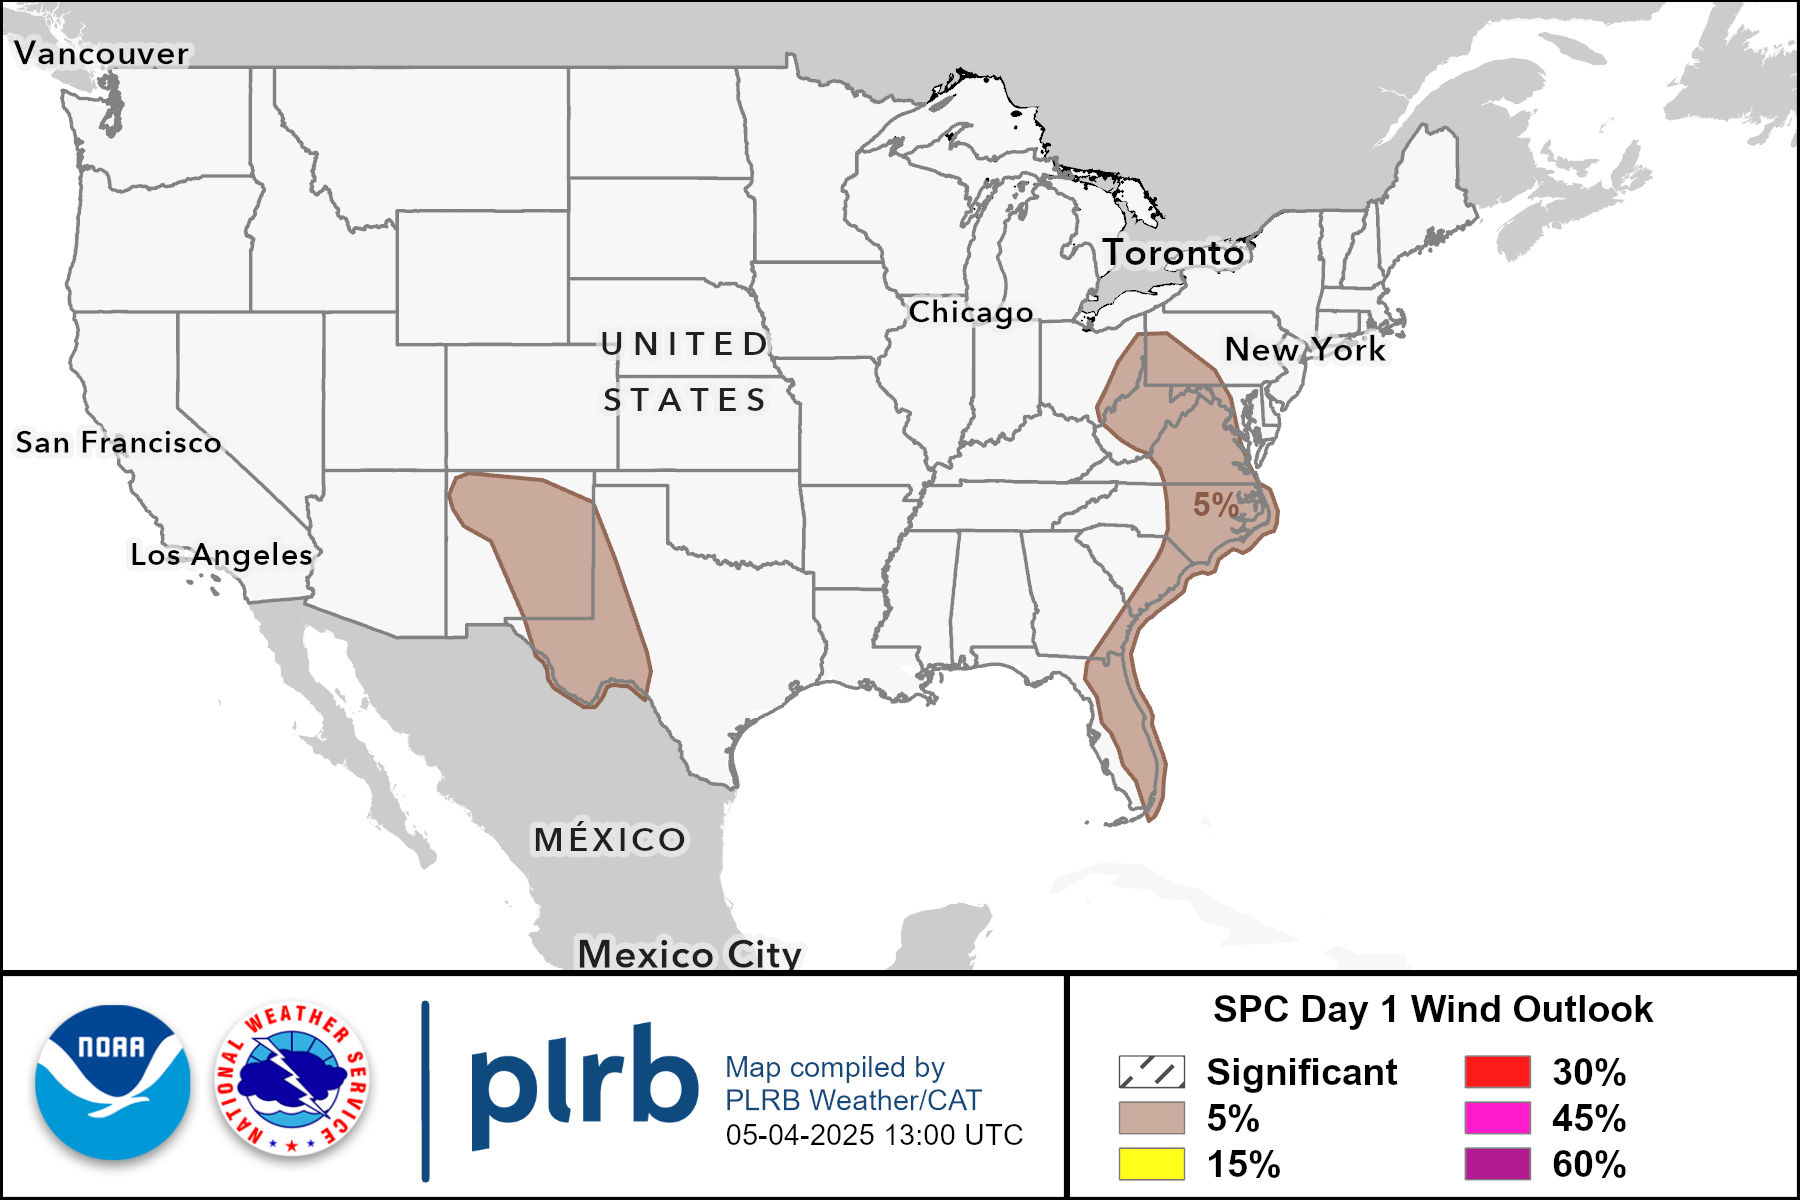 Vancouver
Toronto
Chicago
UNITED
New York
STATES
San Francisco
5%
Los Angeles
MÉXICO
Mexico City
NOAA
NATIONAL WEATHER SERVICE
plrb
Map compiled by
PLRB Weather/CAT
05-04-2025 13:00 UTC
SPC Day 1 Wind Outlook
Significant
5%
15%
30%
45%
60%